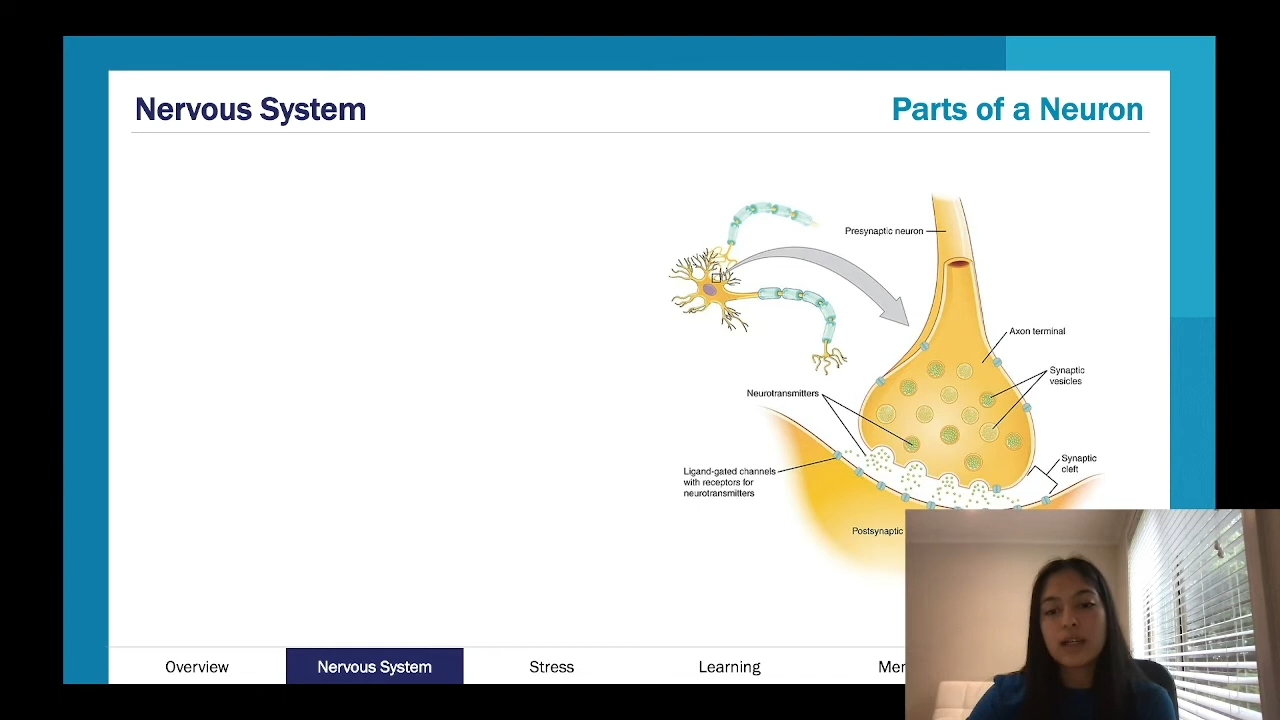 Nervous System
Parts of a Neuron
Presynaptic neuron
Axon terminal
Synaptic
vesicles
Neurotransmitters
Synaptic
cleft
Ligand-gated channels
with receptors for
neurotransmitters
Postsynaptic
Overview
Nervous System
Stress
Learning